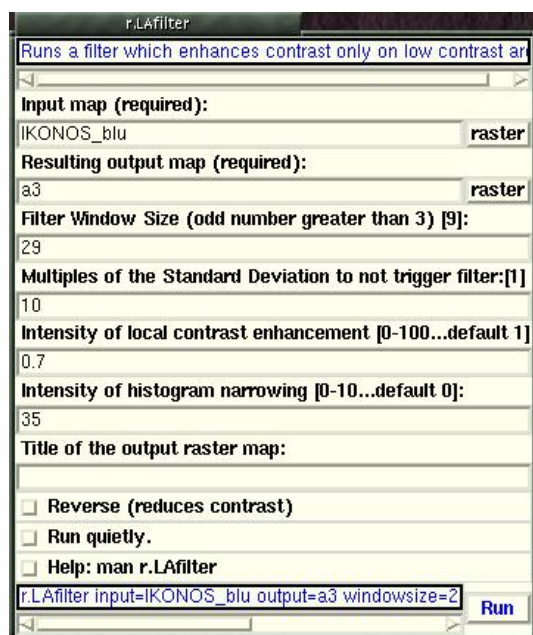 r.LAfilter
Runs a filter which enhances contrast only on low contrast
Input map (required):
IKONOS_blu raster
Resulting output map (required):
a3 raster
Filter Window Size (odd number greater than 3) [9]:
29
Multiples of the Standard Deviation to not trigger filter:[1]
10
Intensity of local contrast enhancement [0-100...default 1]
0.7
Intensity of histogram narrowing [0-10...default 0]:
35
Title of the output raster map:
Reverse (reduces contrast)
Run quietly.
Help: man r.LAfilter
r.LAfilter input=IKONOS_blu output=a3 windowsize=2
Run